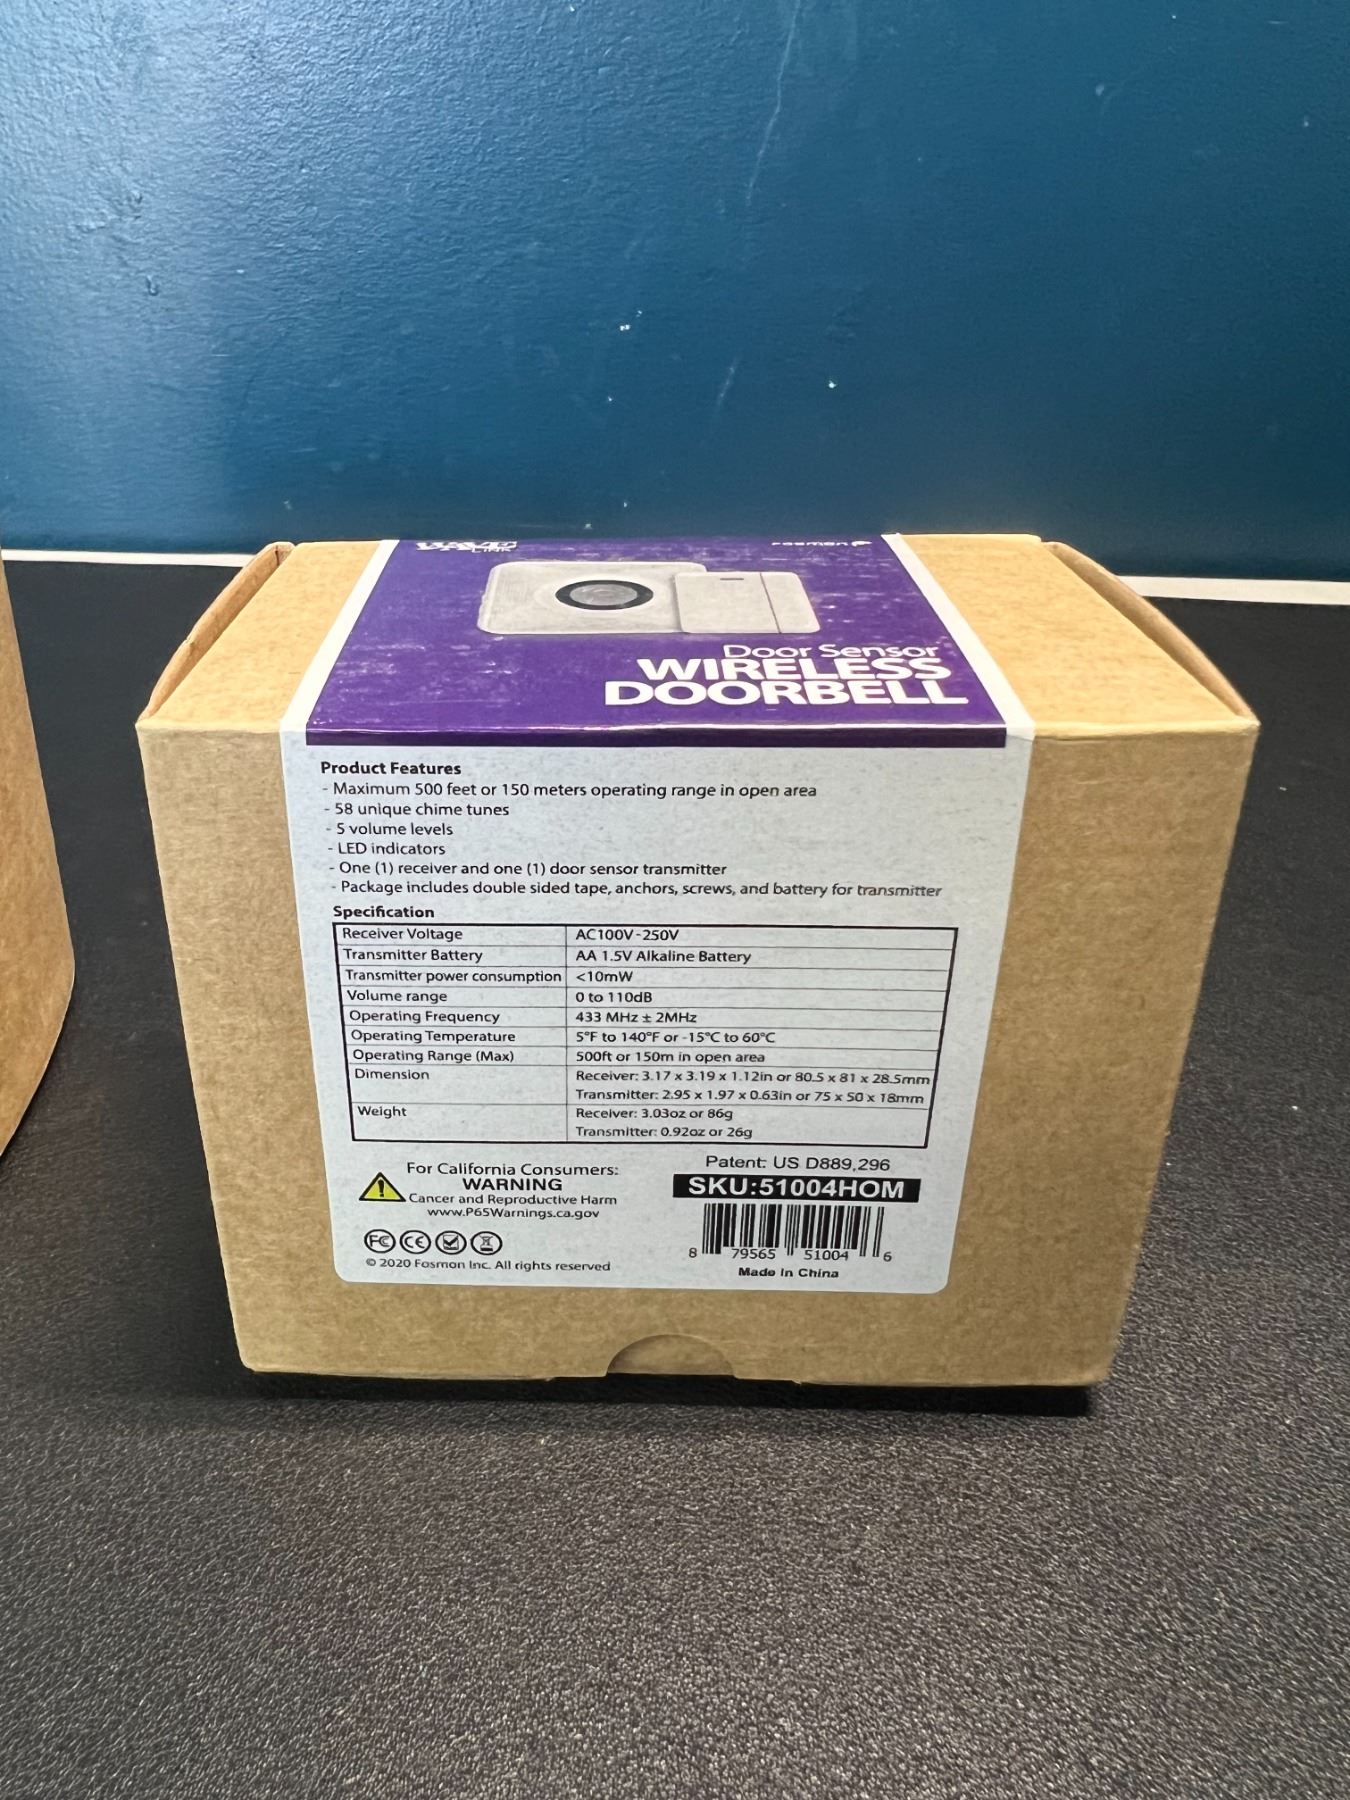 WAVE
LINK
FOSMON
Door Sensor
WIRELESS
DOORBELL
Product Features
- Maximum 500 feet or 150 meters operating range in open area
- 58 unique chime tunes
- 5 volume levels
- LED indicators
- One (1) receiver and one (1) door sensor transmitter
- Package includes double sided tape, anchors, screws, and battery for transmitter
Specification
Receiver Voltage AC100V-250V
Transmitter Battery AA 1.5V Alkaline Battery
Transmitter power consumption <10mW
Volume range 0 to 110dB
Operating Frequency 433 MHz ± 2MHz
Operating Temperature 5°F to 140°F or -15°C to 60°C
Operating Range (Max) 500ft or 150m in open area
Dimension Receiver: 3.17 x 3.19 x 1.12in or 80.5 x 81 x 28.5mm
Transmitter: 2.95 x 1.97 x 0.63in or 75 x 50 x 18mm
Weight Receiver: 3.03oz or 86g
Transmitter: 0.92oz or 26g
For California Consumers:
WARNING
Cancer and Reproductive Harm
www.P65Warnings.ca.gov
FC CE
© 2020 Fosmon Inc. All rights reserved
Patent: US D889,296
SKU:51004HOM
8 79565 51004 6
Made In China